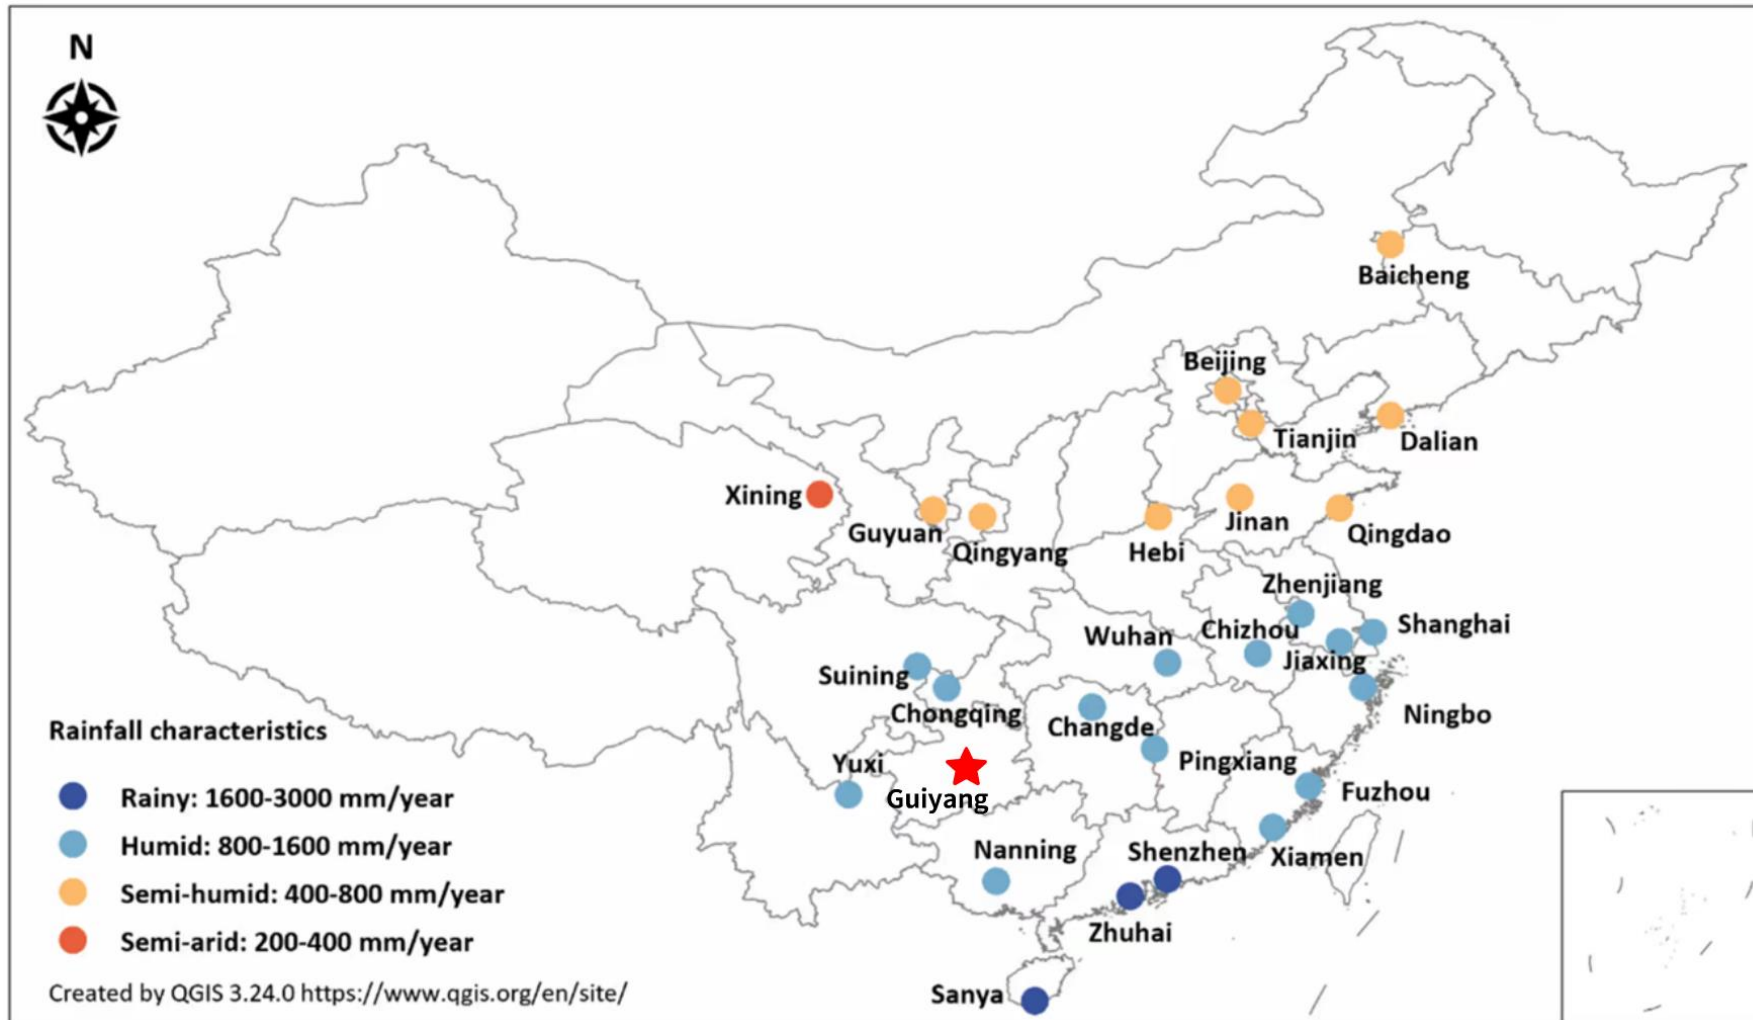 N
Baicheng
Beijing
Tianjin
Dalian
Xining
Guyuan
Qingyang
Hebi
Jinan
Qingdao
Zhenjiang
Shanghai
Wuhan
Chizhou
Jiaxing
Suining
Chongqing
Changde
Ningbo
Yuxi
Guiyang
Pingxiang
Fuzhou
Nanning
Shenzhen
Xiamen
Zhuhai
Sanya
Rainfall characteristics
Rainy: 1600-3000 mm/year
Humid: 800-1600 mm/year
Semi-humid: 400-800 mm/year
Semi-arid: 200-400 mm/year
Created by QGIS 3.24.0 https://www.qgis.org/en/site/